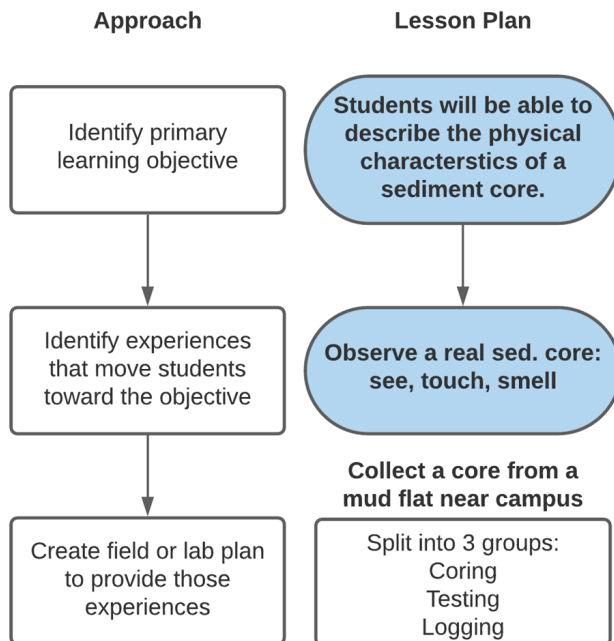 Approach
Lesson Plan
Identify primary
learning objective
Students will be able to
describe the physical
characterstics of a
sediment core.
Identify experiences
that move students
toward the objective
Observe a real sed. core:
see, touch, smell
Collect a core from a
mud flat near campus
Create field or lab plan
to provide those
experiences
Split into 3 groups:
Coring
Testing
Logging